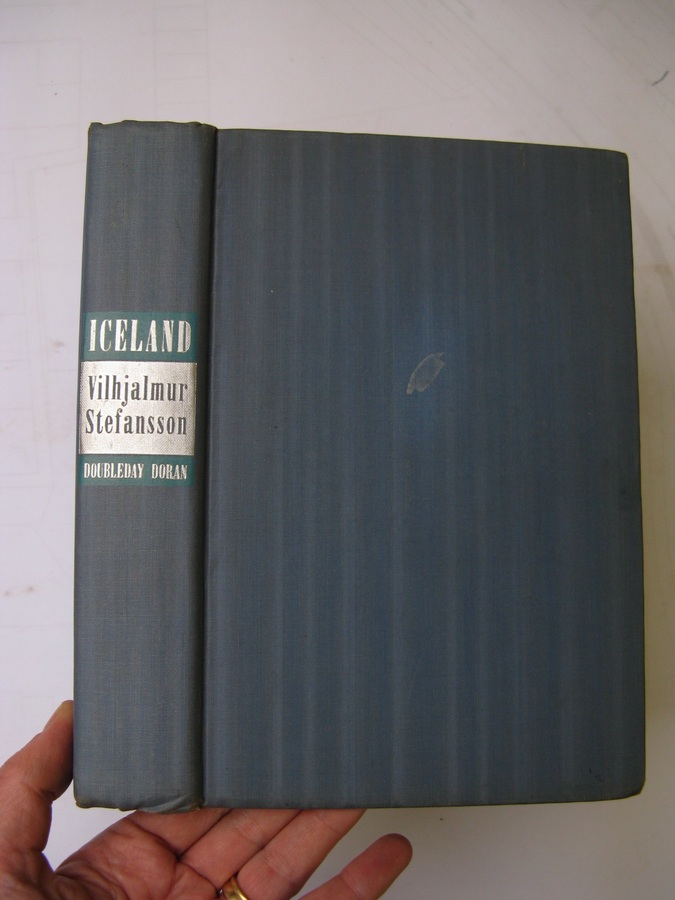 ICELAND
Vilhjalmur
Stefansson
DOUBLEDAY DORAN